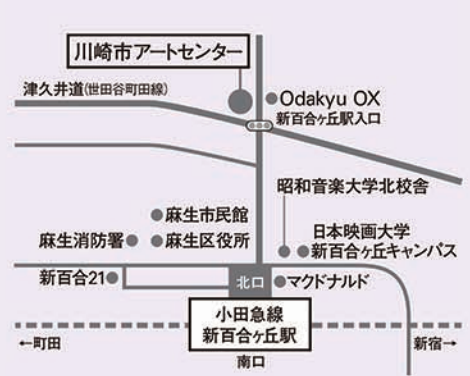 川崎市アートセンター
津久井道(世田谷町田線)
Odakyu OX
新百合ヶ丘駅入口
昭和音楽大学北校舎
麻生市民館
日本映画大学
新百合ヶ丘キャンパス
麻生消防署
麻生区役所
新百合21
北口
マクドナルド
小田急線
新百合ヶ丘駅
←町田
新宿→
南口